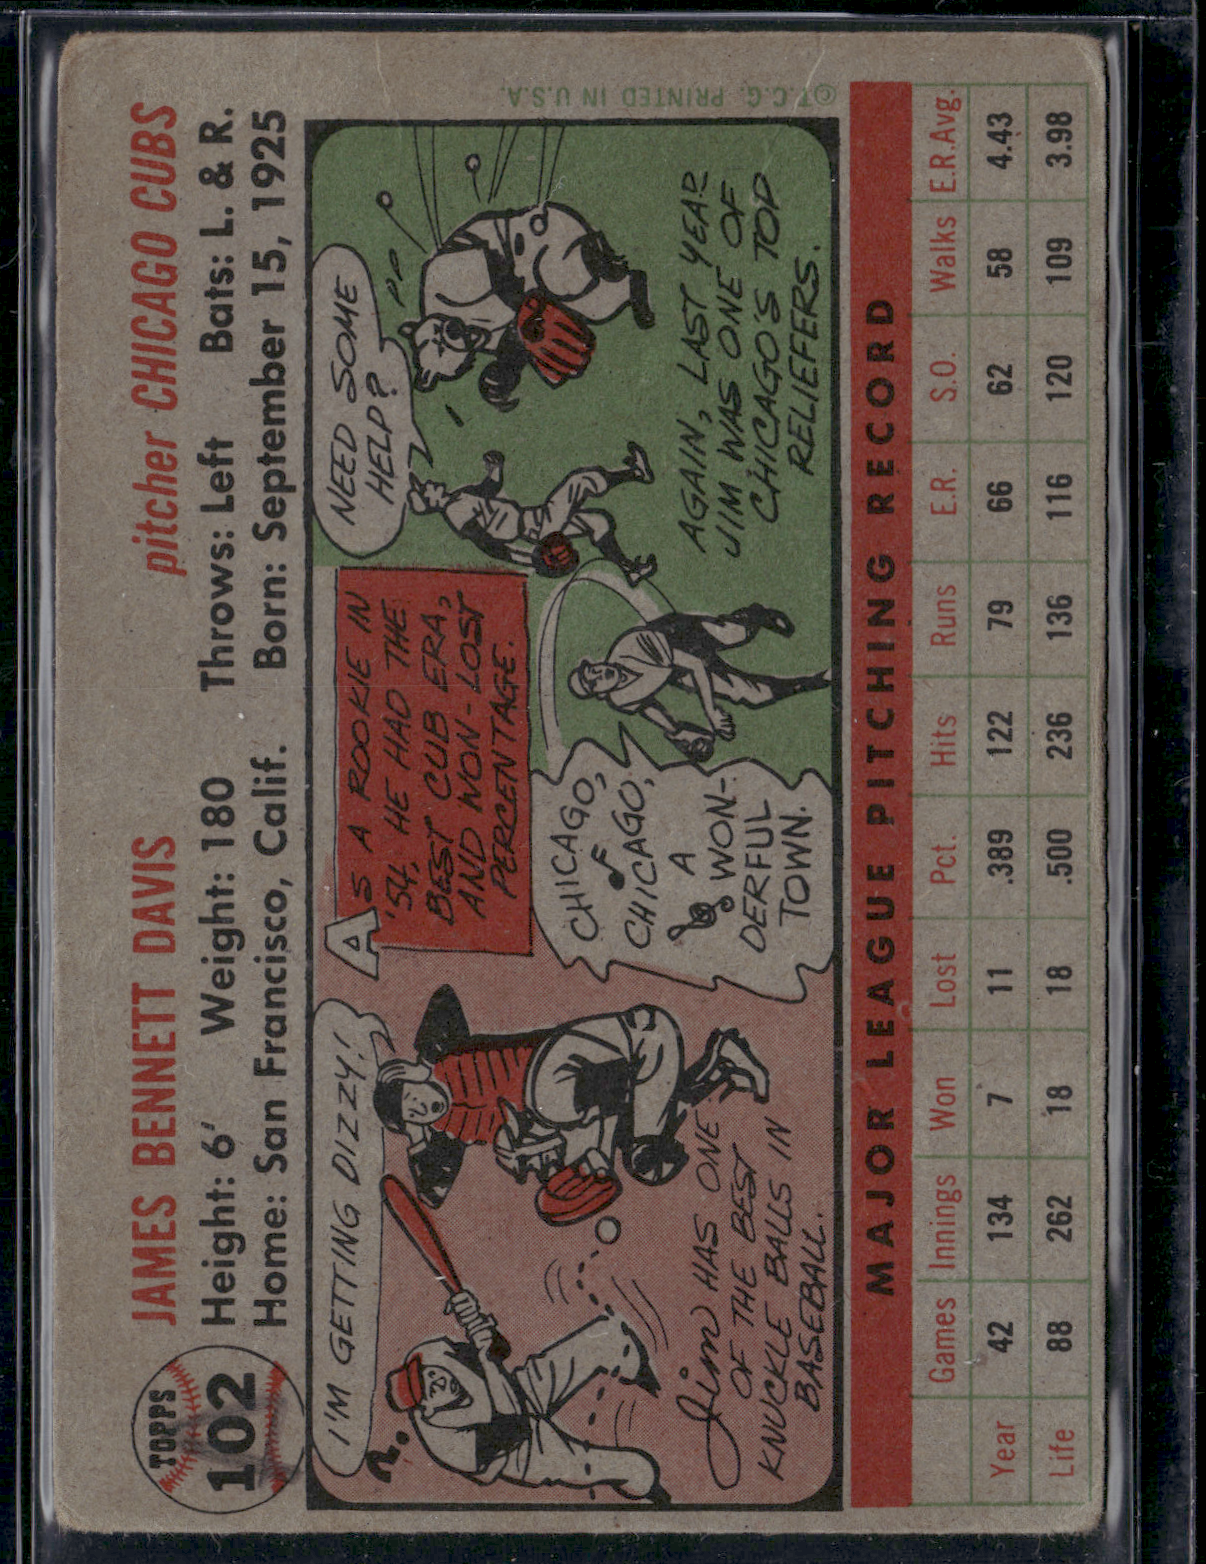 TOPPS
102
JAMES BENNETT DAVIS pitcher CHICAGO CUBS
Height: 6' Weight: 180 Throws: Left Bats: L. & R.
Home: San Francisco, Calif. Born: September 15, 1925
I'M GETTING DIZZY!
Jim HAS ONE
OF THE BEST
KNUCKLE BALLS IN
BASEBALL.
AS A ROOKIE IN
'54, HE HAD THE
BEST CUB ERA,
AND WON-LOST
PERCENTAGE.
CHICAGO,
CHICAGO,
A
WON-
DERFUL
TOWN.
NEED SOME
HELP?
AGAIN, LAST YEAR
JIM WAS ONE OF
CHICAGO'S TOP
RELIEFERS.
© T.C.G. PRINTED IN U.S.A.
MAJOR LEAGUE PITCHING RECORD
Games Innings Won Lost Pct. Hits Runs E.R. S.O. Walks E.R.Avg.
Year 42 134 7 11 .389 122 79 66 62 58 4.43
Life 88 262 18 18 .500 236 136 116 120 109 3.98